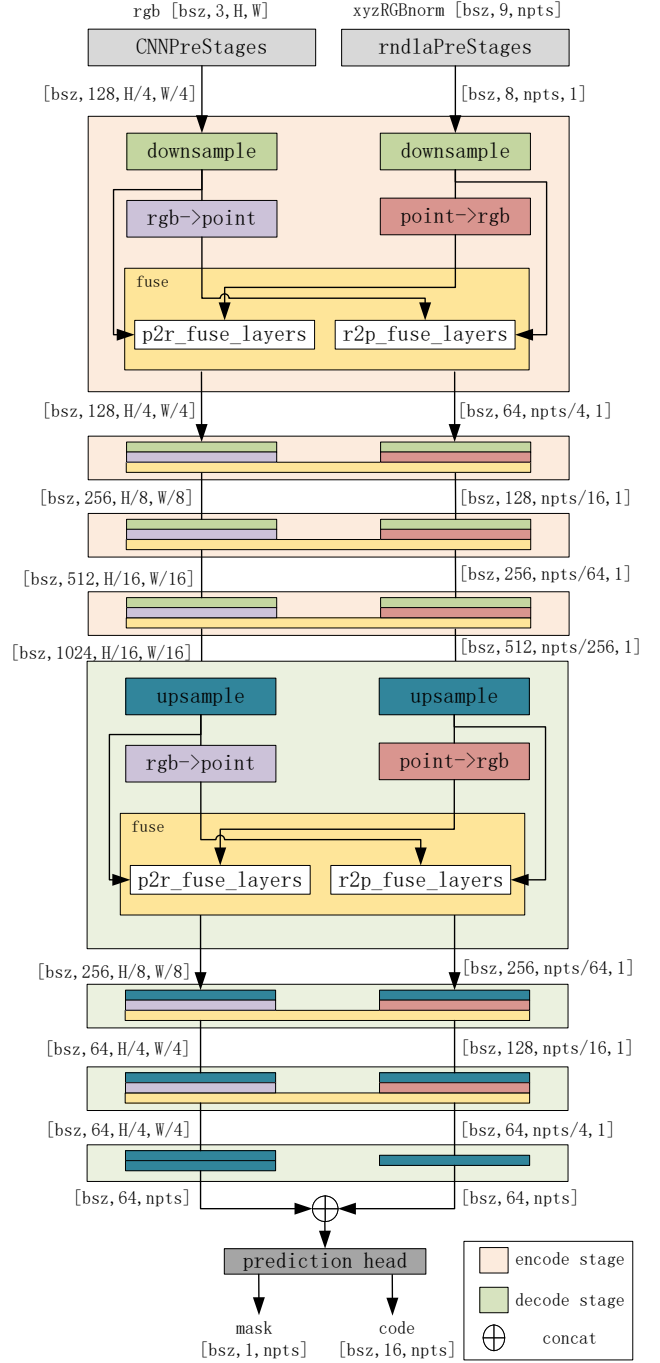 rgb [bsz,3,H,W]
xyzRGBnorm [bsz,9,npts]
CNNPreStages
rndlaPreStages
[bsz,128,H/4,W/4]
[bsz,8,npts,1]
downsample
downsample
rgb->point
point->rgb
fuse
p2r_fuse_layers
r2p_fuse_layers
[bsz,128,H/4,W/4]
[bsz,64,npts/4,1]
[bsz,256,H/8,W/8]
[bsz,128,npts/16,1]
[bsz,512,H/16,W/16]
[bsz,256,npts/64,1]
[bsz,1024,H/16,W/16]
[bsz,512,npts/256,1]
upsample
upsample
rgb->point
point->rgb
fuse
p2r_fuse_layers
r2p_fuse_layers
[bsz,256,H/8,W/8]
[bsz,256,npts/64,1]
[bsz,64,H/4,W/4]
[bsz,128,npts/16,1]
[bsz,64,H/4,W/4]
[bsz,64,npts/4,1]
[bsz,64,npts]
[bsz,64,npts]
prediction head
mask
[bsz,1,npts]
code
[bsz,16,npts]
encode stage
decode stage
concat